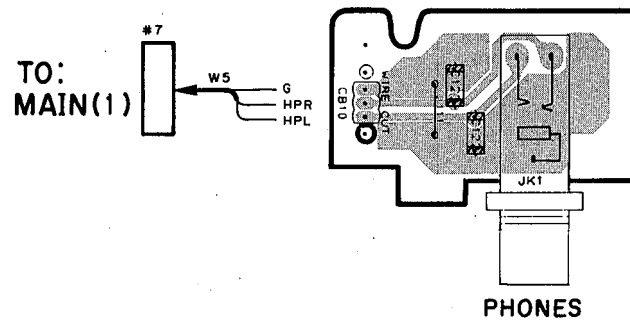 #7
TO:
MAIN(1)
W5
G
HPR
HPL
CB10
WIRE CUT
JK1
PHONES